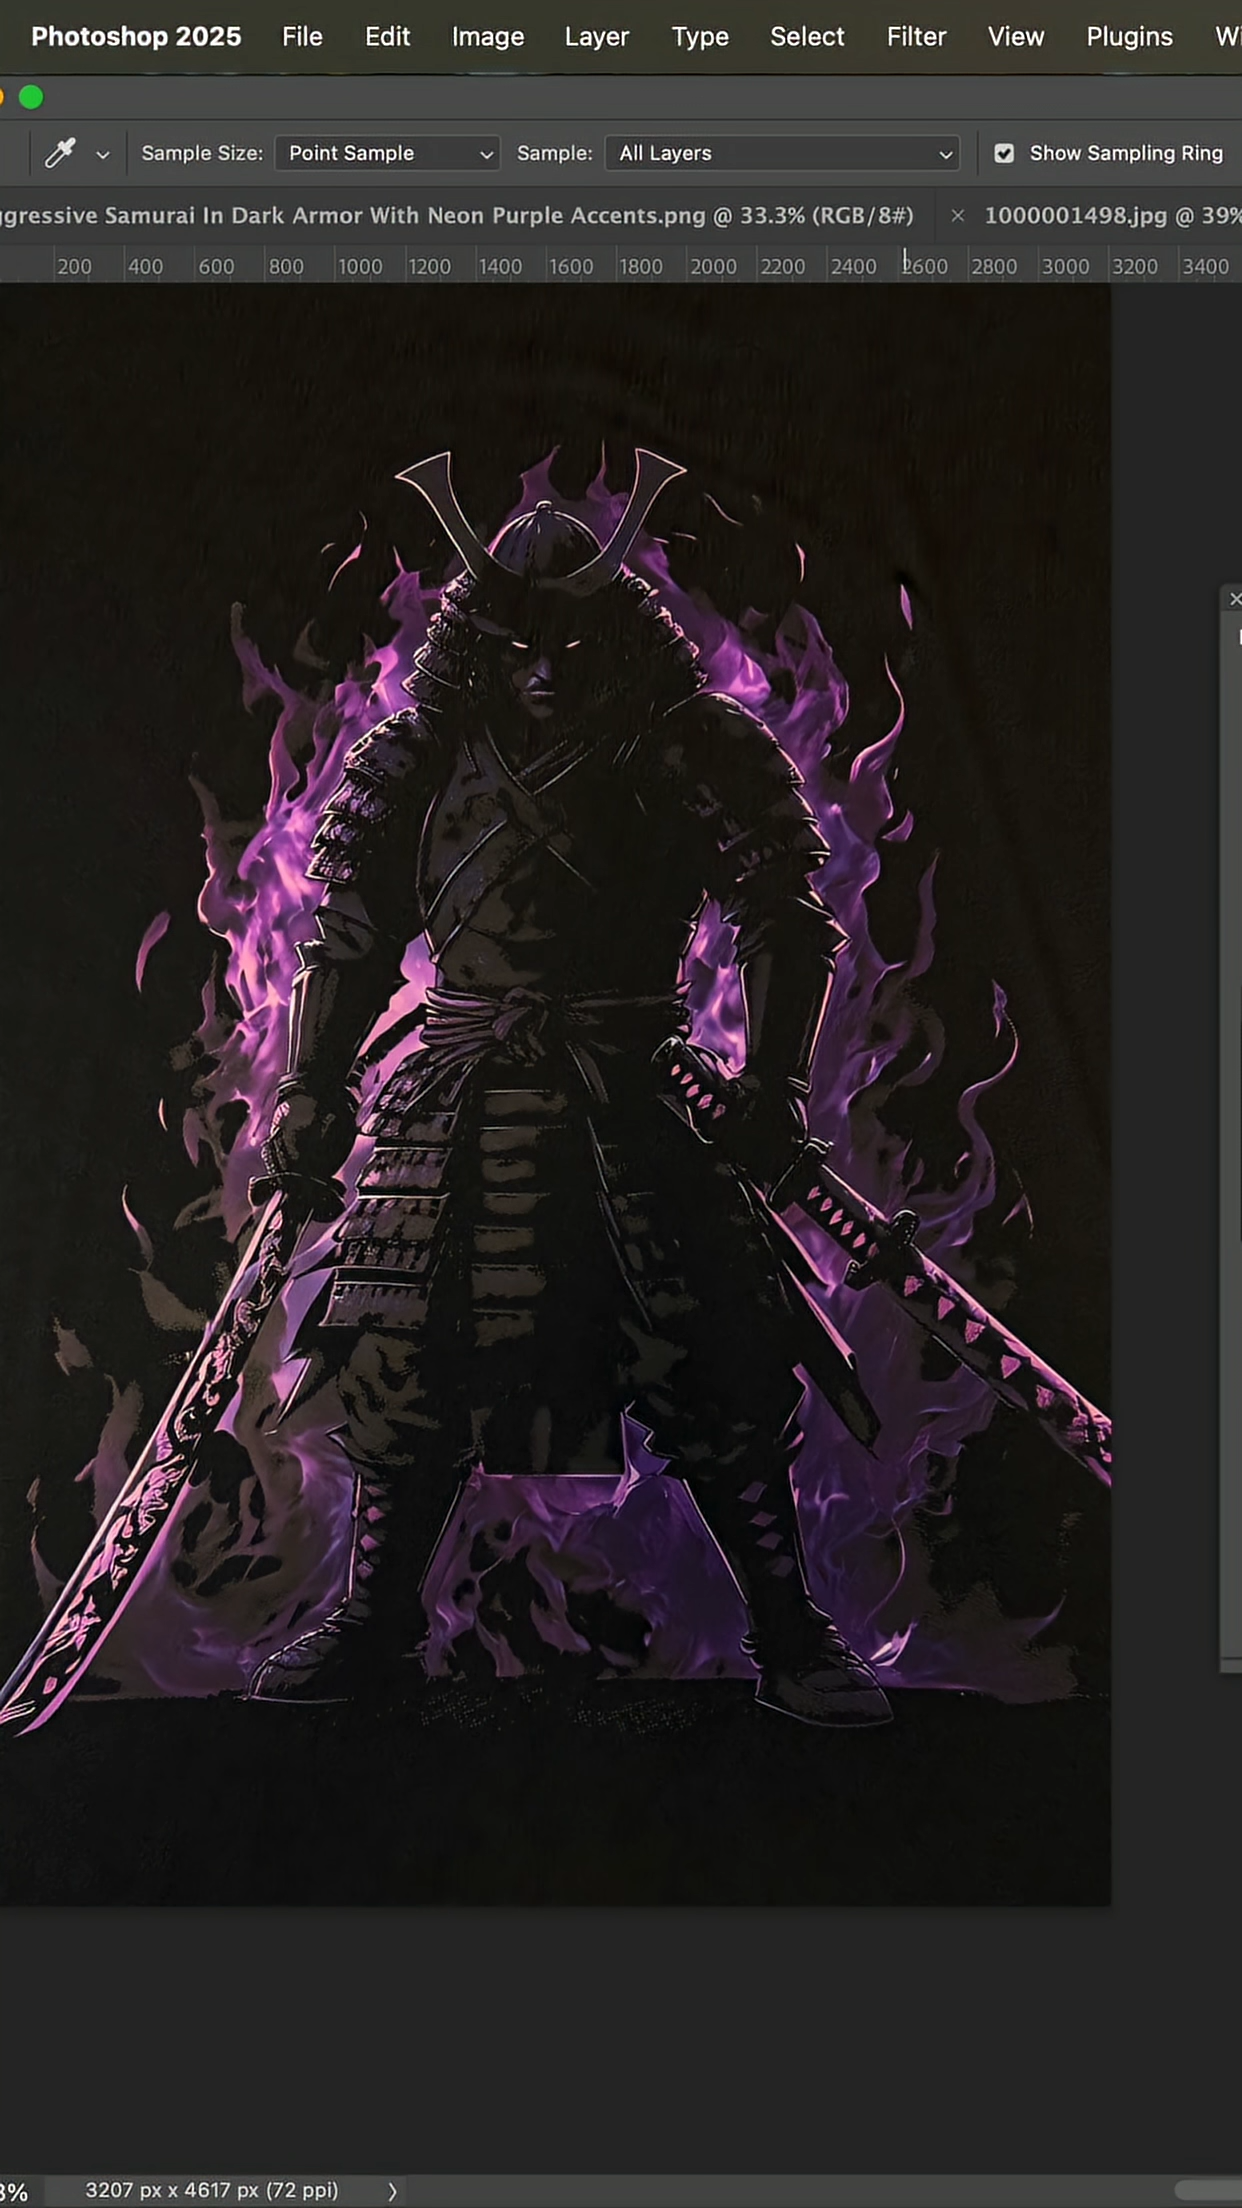 Photoshop 2025 File Edit Image Layer Type Select Filter View Plugins
Sample Size: Point Sample Sample: All Layers Show Sampling Ring
ggressive Samurai In Dark Armor With Neon Purple Accents.png @ 33.3% (RGB/8#) × 1000001498.jpg @ 39%
200 400 600 800 1000 1200 1400 1600 1800 2000 2200 2400 2600 2800 3000 3200 3400
3% 3207 px x 4617 px (72 ppi)